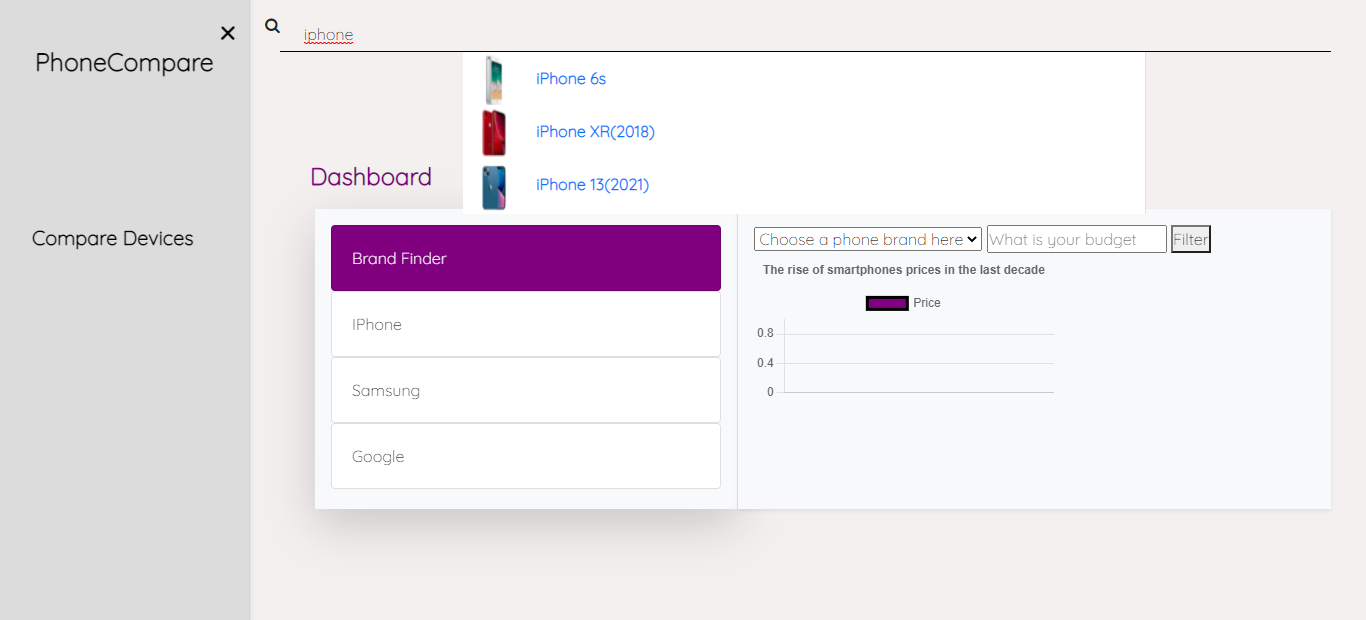 PhoneCompare
Compare Devices
iphone
iPhone 6s
iPhone XR(2018)
iPhone 13(2021)
Dashboard
Brand Finder
IPhone
Samsung
Google
Choose a phone brand here What is your budget Filter
The rise of smartphones prices in the last decade
Price
0.8
0.4
0